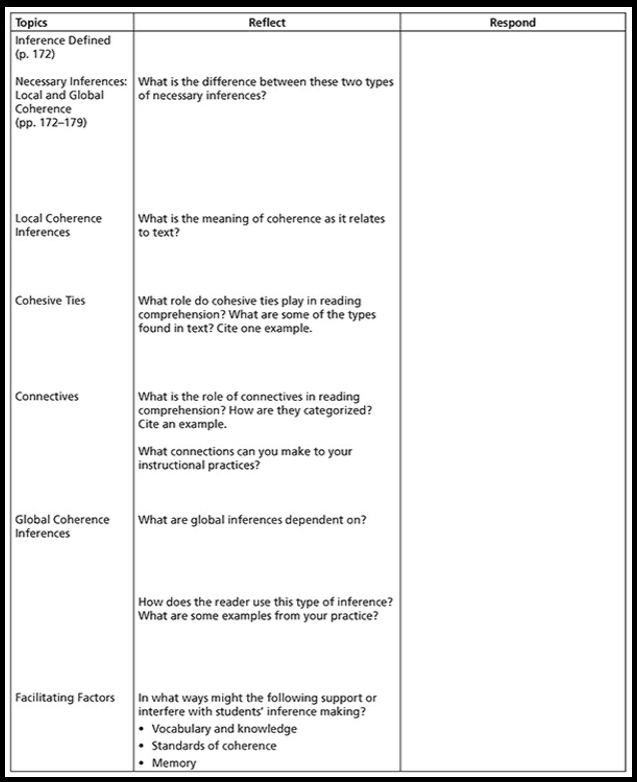 Topics Reflect Respond
Inference Defined
(p. 172)
Necessary Inferences:
Local and Global
Coherence
(pp. 172–179)
What is the difference between these two types
of necessary inferences?
Local Coherence
Inferences
What is the meaning of coherence as it relates
to text?
Cohesive Ties
What role do cohesive ties play in reading
comprehension? What are some of the types
found in text? Cite one example.
Connectives
What is the role of connectives in reading
comprehension? How are they categorized?
Cite an example.
What connections can you make to your
instructional practices?
Global Coherence
Inferences
What are global inferences dependent on?
How does the reader use this type of inference?
What are some examples from your practice?
Facilitating Factors
In what ways might the following support or
interfere with students' inference making?
• Vocabulary and knowledge
• Standards of coherence
• Memory